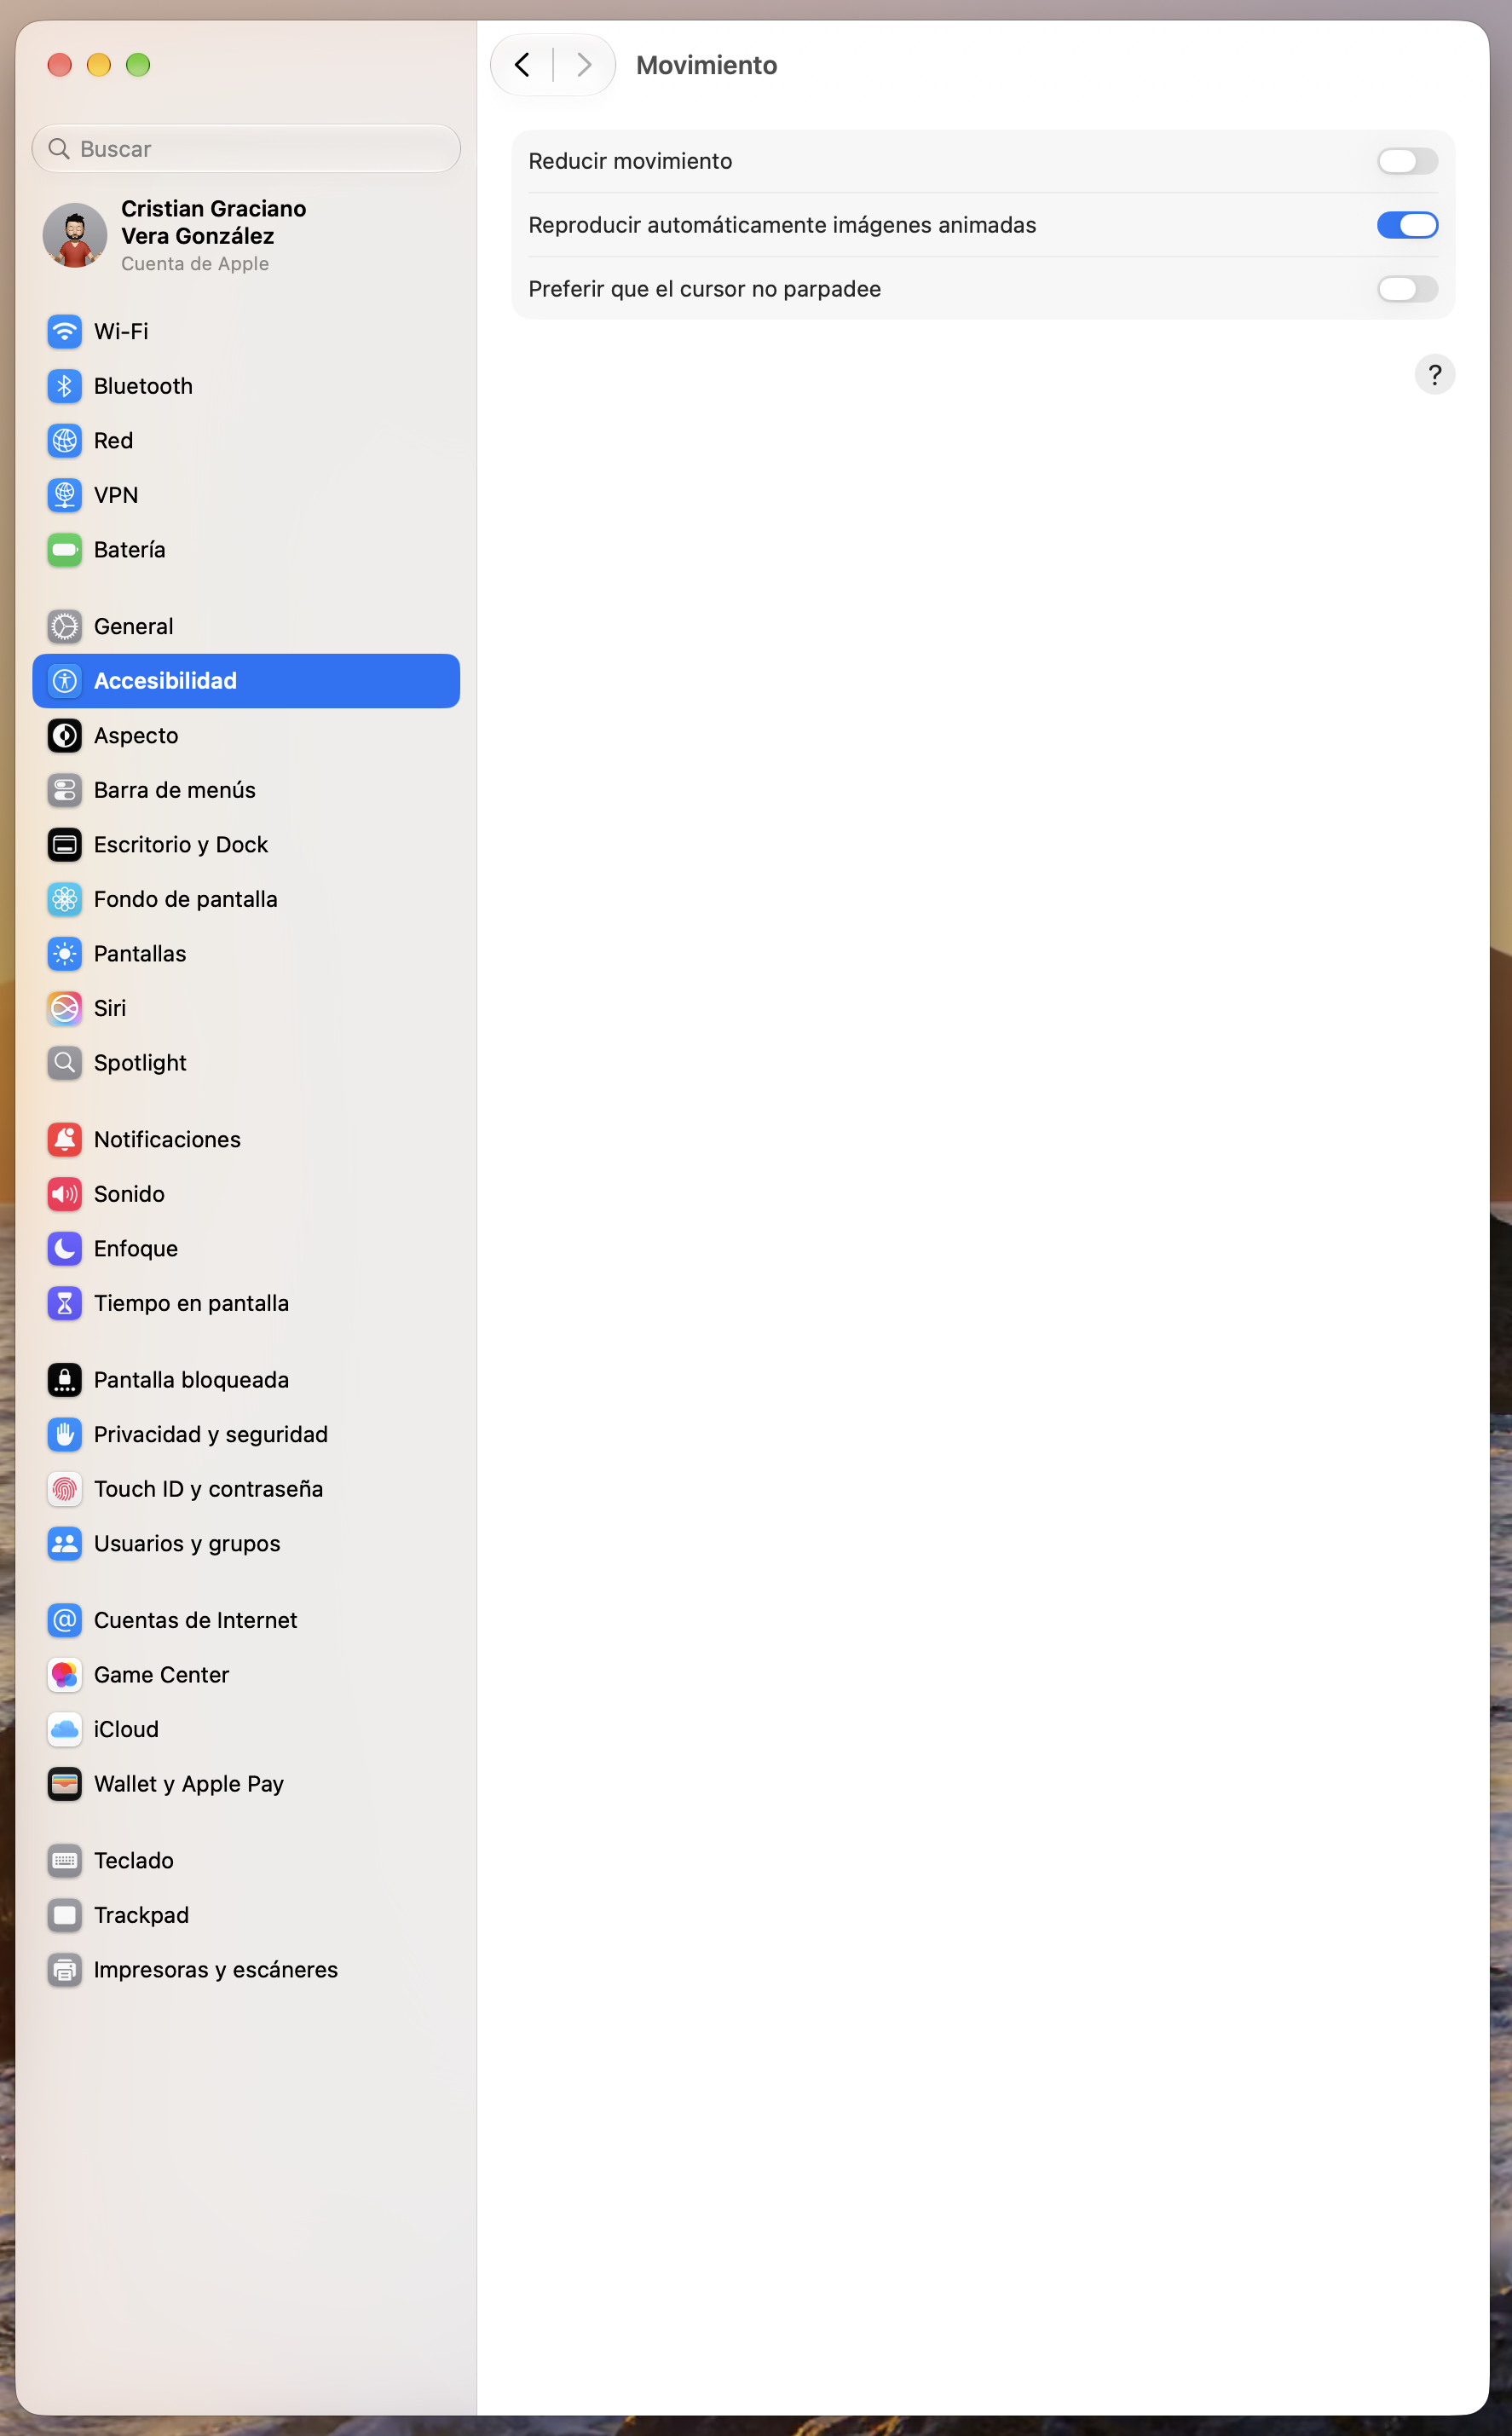 Movimiento
Buscar
Cristian Graciano
Vera González
Cuenta de Apple
Wi-Fi
Bluetooth
Red
VPN
Batería
General
Accesibilidad
Aspecto
Barra de menús
Escritorio y Dock
Fondo de pantalla
Pantallas
Siri
Spotlight
Notificaciones
Sonido
Enfoque
Tiempo en pantalla
Pantalla bloqueada
Privacidad y seguridad
Touch ID y contraseña
Usuarios y grupos
Cuentas de Internet
Game Center
iCloud
Wallet y Apple Pay
Teclado
Trackpad
Impresoras y escáneres
Reducir movimiento
Reproducir automáticamente imágenes animadas
Preferir que el cursor no parpadee
?